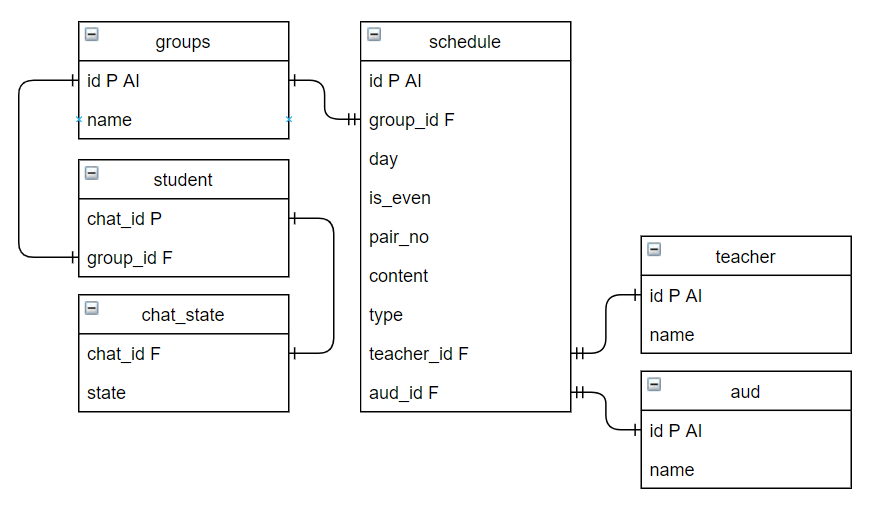 groups
id P AI
name
student
chat_id P
group_id F
chat_state
chat_id F
state
schedule
id P AI
group_id F
day
is_even
pair_no
content
type
teacher_id F
aud_id F
teacher
id P AI
name
aud
id P AI
name